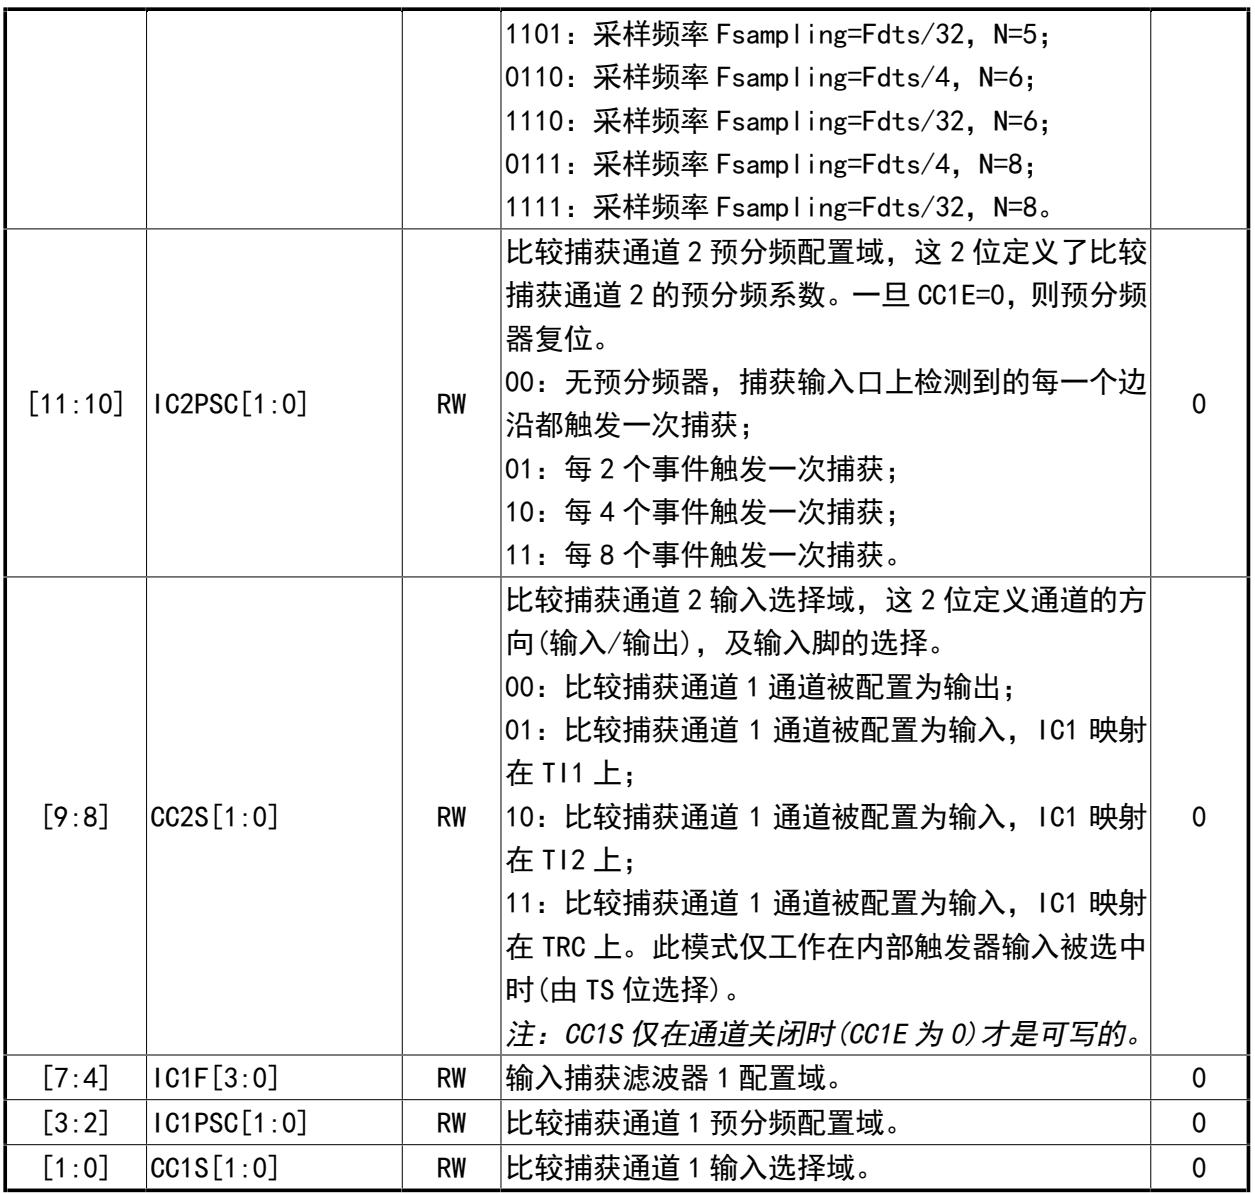 1101：采样频率 Fsampling=Fdts/32，N=5；
0110：采样频率 Fsampling=Fdts/4，N=6；
1110：采样频率 Fsampling=Fdts/32，N=6；
0111：采样频率 Fsampling=Fdts/4，N=8；
1111：采样频率 Fsampling=Fdts/32，N=8。
[11:10] IC2PSC[1:0] RW
比较捕获通道 2 预分频配置域，这 2 位定义了比较
捕获通道 2 的预分频系数。一旦 CC1E=0，则预分频
器复位。
00：无预分频器，捕获输入口上检测到的每一个边
沿都触发一次捕获；
01：每 2 个事件触发一次捕获；
10：每 4 个事件触发一次捕获；
11：每 8 个事件触发一次捕获。
0
[9:8] CC2S[1:0] RW
比较捕获通道 2 输入选择域，这 2 位定义通道的方
向(输入/输出)，及输入脚的选择。
00：比较捕获通道 1 通道被配置为输出；
01：比较捕获通道 1 通道被配置为输入，IC1 映射
在 TI1 上；
10：比较捕获通道 1 通道被配置为输入，IC1 映射
在 TI2 上；
11：比较捕获通道 1 通道被配置为输入，IC1 映射
在 TRC 上。此模式仅工作在内部触发器输入被选中
时(由 TS 位选择)。
注：CC1S 仅在通道关闭时(CC1E 为 0)才是可写的。
0
[7:4] IC1F[3:0] RW 输入捕获滤波器 1 配置域。 0
[3:2] IC1PSC[1:0] RW 比较捕获通道 1 预分频配置域。 0
[1:0] CC1S[1:0] RW 比较捕获通道 1 输入选择域。 0